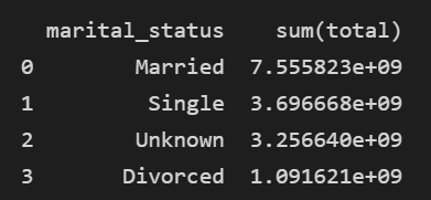 marital_status sum(total)
0 Married 7.555823e+09
1 Single 3.696668e+09
2 Unknown 3.256640e+09
3 Divorced 1.091621e+09